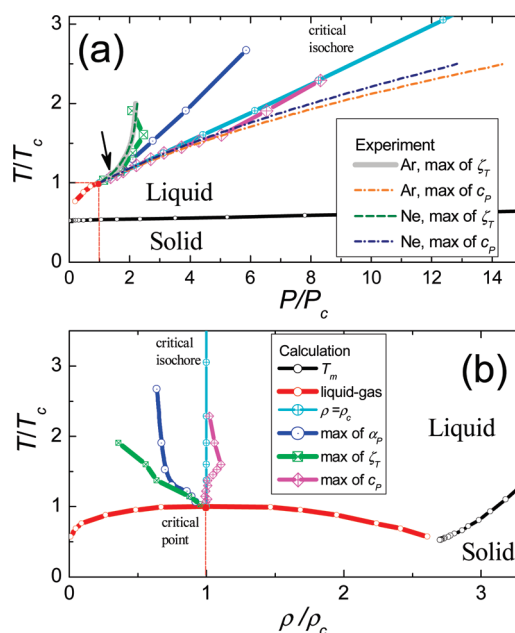 (a)
critical
isochore
3
2
1
0
T/Tc
Liquid
Solid
Experiment
Ar, max of ζT
Ar, max of cP
Ne, max of ζT
Ne, max of cP
0 2 4 6 8 10 12 14
P/Pc
(b)
critical
isochore
3
2
1
0
T/Tc
Calculation
Tm
liquid-gas
ρ =ρc
max of αP
max of ζT
max of cP
Liquid
critical
point
Solid
0 1 2 3
ρ /ρc